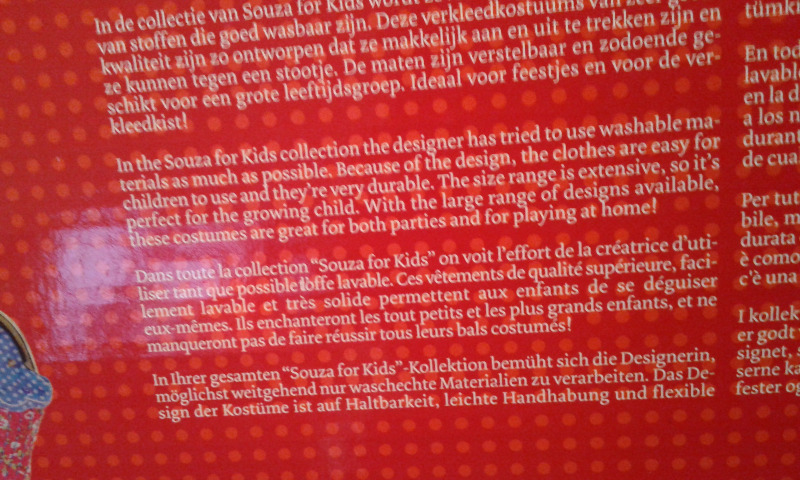 In de collectie van Souza for Kids wordt
van stoffen die goed wasbaar zijn. Deze verkleedkostuums van zeer
kwaliteit zijn zo ontworpen dat ze makkelijk aan en uit te trekken zijn en
ze kunnen tegen een stootje. De maten zijn verstelbaar en zodoende ge-
schikt voor een grote leeftijdsgroep. Ideaal voor feestjes en voor de ver-
kleedkist!
In the Souza for Kids collection the designer has tried to use washable ma-
terials as much as possible. Because of the design, the clothes are easy for
children to use and they're very durable. The size range is extensive, so it's
perfect for the growing child. With the large range of designs available,
these costumes are great for both parties and for playing at home!
Dans toute la collection “Souza for Kids” on voit l'effort de la créatrice d'uti-
liser tant que possible loffe lavable. Ces vêtements de qualité supérieure, faci-
lement lavable et très solide permettent aux enfants de se déguiser
eux-mêmes. Ils enchanteront les tout petits et les plus grands enfants, et ne
manqueront pas de faire réussir tous leurs bals costumés!
In Ihrer gesamten “Souza for Kids”-Kollektion bemüht sich die Designerin,
möglichst weitgehend nur waschechte Materialien zu verarbeiten. Das De-
sign der Kostüme ist auf Haltbarkeit, leichte Handhabung und flexible
tümk
En tod
lavabl
en la d
a los n
durant
de cua
Per tut
bile, m
durata
è como
c'è una
I kollek
er godt
signet,
serne ka
fester og